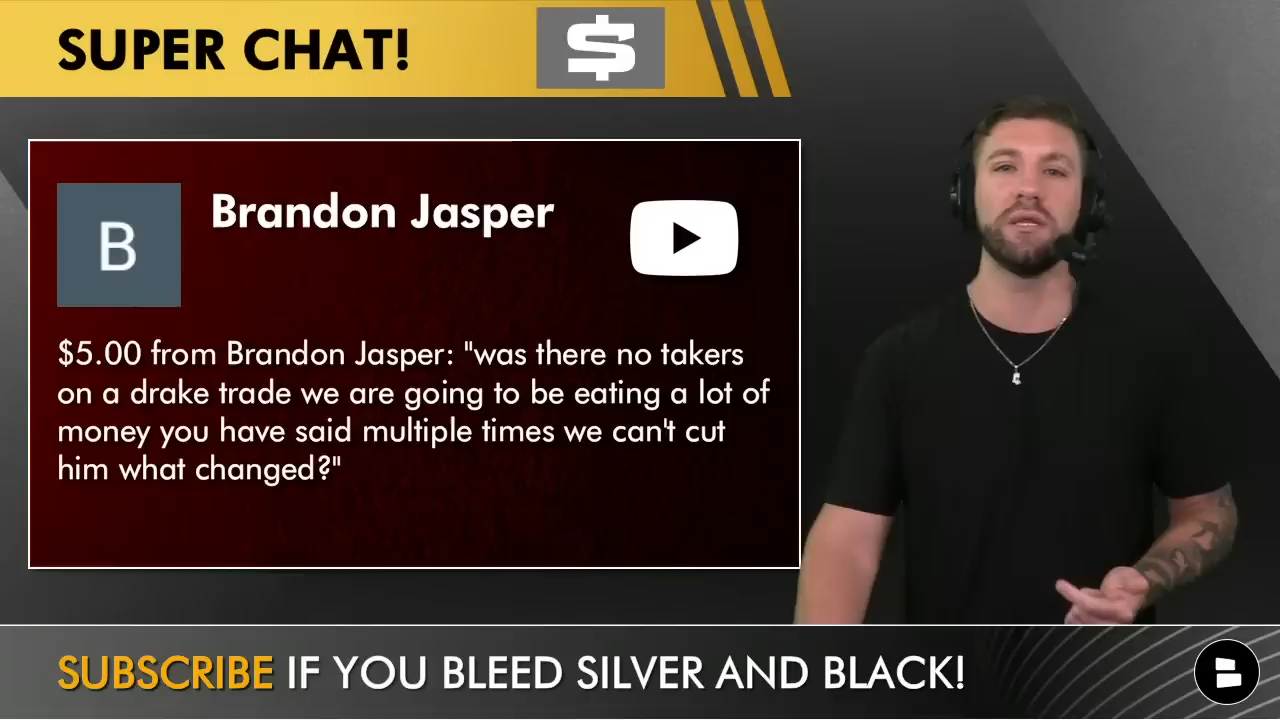 SUPER CHAT!
$
B
Brandon Jasper
$5.00 from Brandon Jasper: "was there no takers
on a drake trade we are going to be eating a lot of
money you have said multiple times we can't cut
him what changed?"
SUBSCRIBE IF YOU BLEED SILVER AND BLACK!